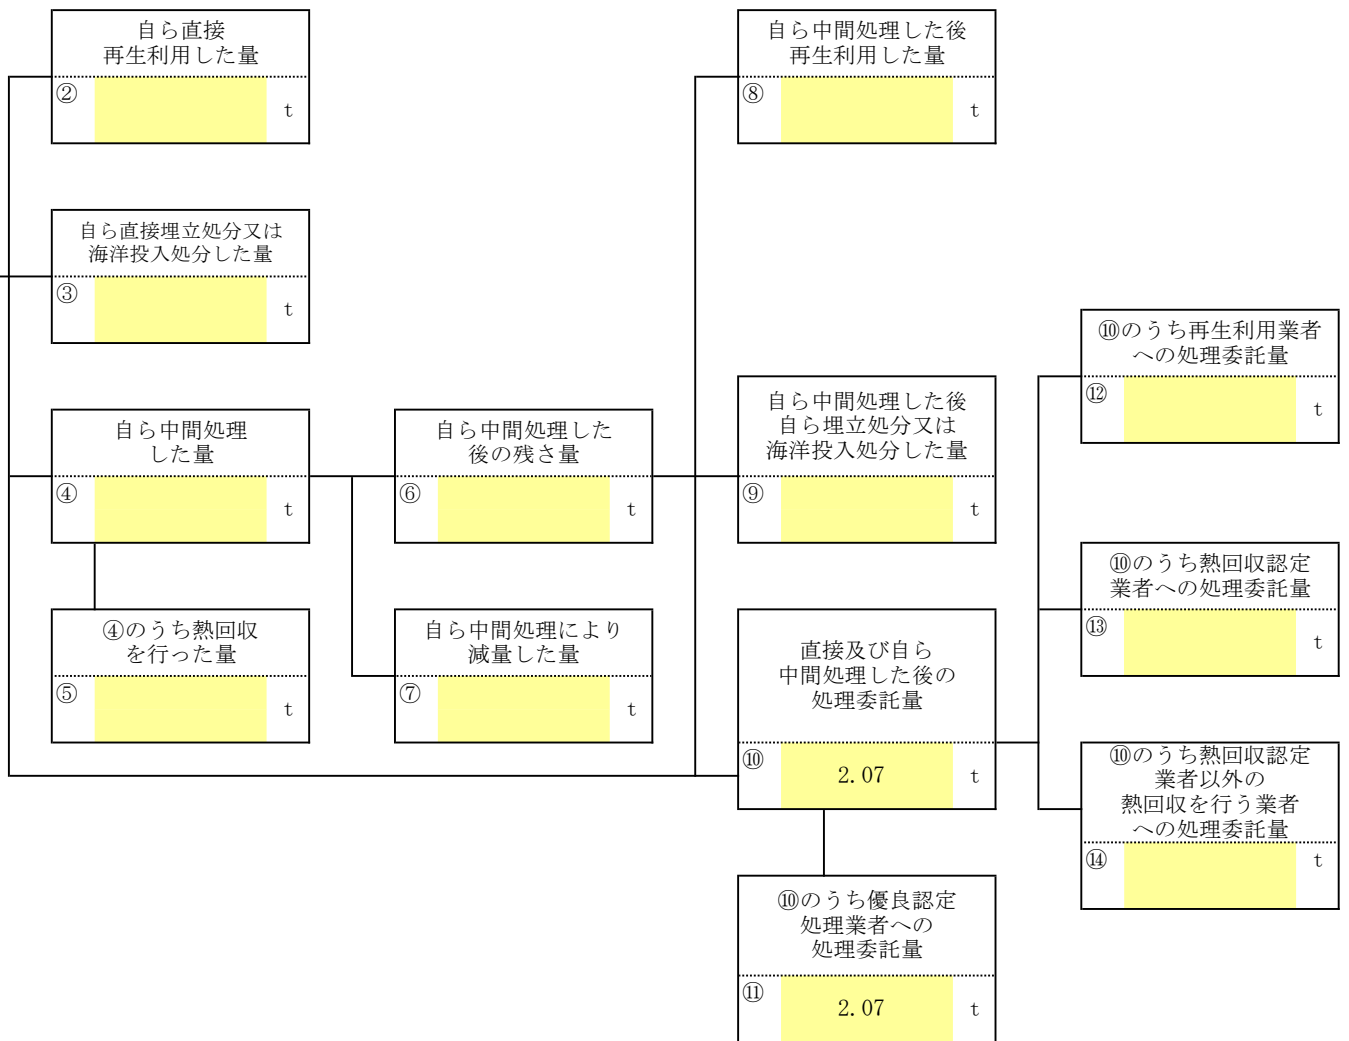 自ら直接
再生利用した量
②
t
自ら中間処理した後
再生利用した量
⑧
t
自ら直接埋立処分又は
海洋投入処分した量
③
t
⑩のうち再生利用業者
への処理委託量
⑫
t
自ら中間処理
した量
④
t
自ら中間処理した
後の残さ量
⑥
t
自ら中間処理した後
自ら埋立処分又は
海洋投入処分した量
⑨
t
⑩のうち熱回収認定
業者への処理委託量
⑬
t
④のうち熱回収
を行った量
⑤
t
自ら中間処理により
減量した量
⑦
t
直接及び自ら
中間処理した後の
処理委託量
⑩
2.07 t
⑩のうち熱回収認定
業者以外の
熱回収を行う業者
への処理委託量
⑭
t
⑩のうち優良認定
処理業者への
処理委託量
⑪
2.07 t